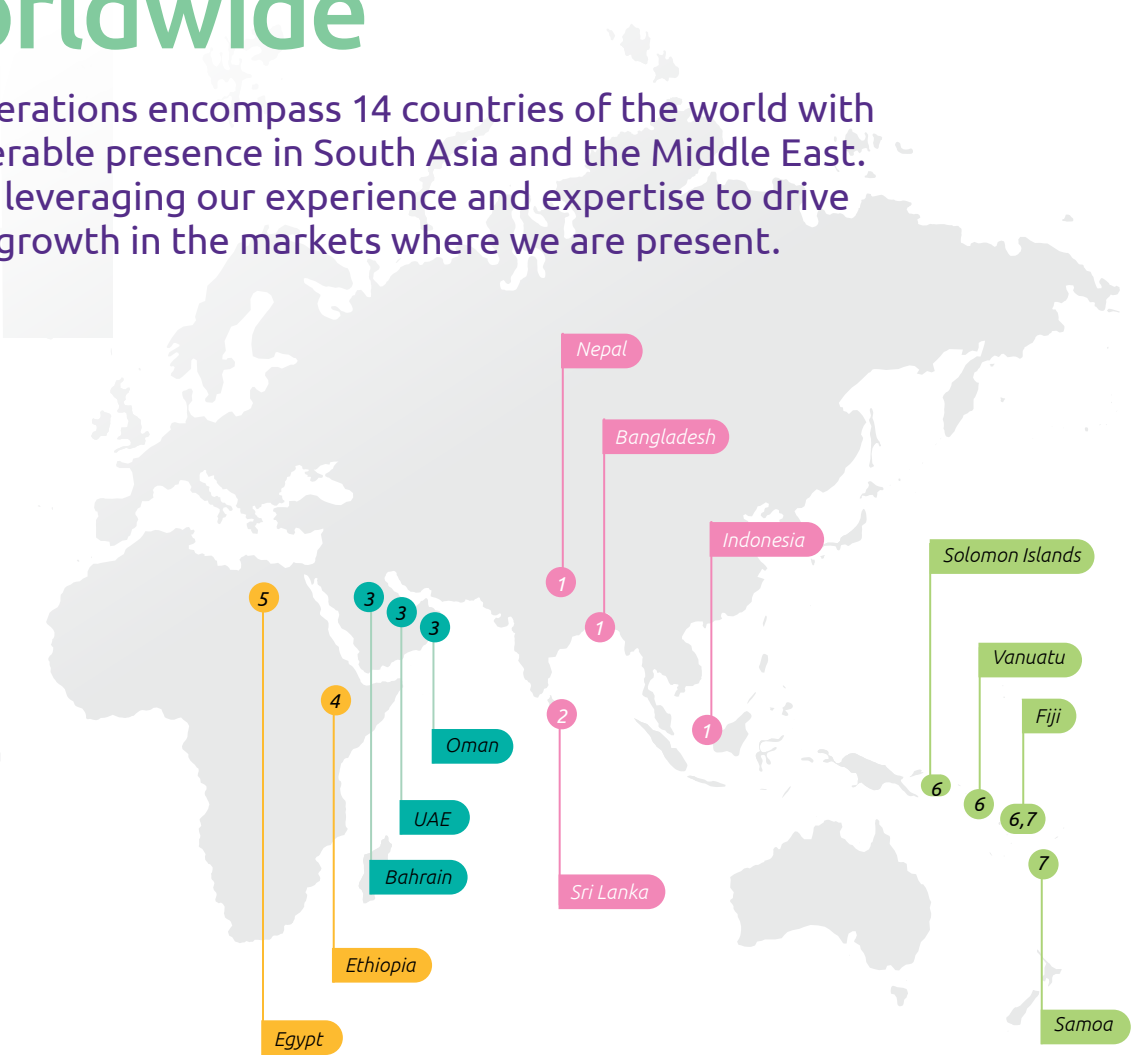 orldwide
erations encompass 14 countries of the world with
erable presence in South Asia and the Middle East.
leveraging our experience and expertise to drive
growth in the markets where we are present.
Nepal
Bangladesh
Indonesia
Solomon Islands
1
5
3
3
3
1
Vanuatu
4
2
Fiji
1
Oman
6
6
UAE
6,7
7
Bahrain
Sri Lanka
Ethiopia
Samoa
Egypt